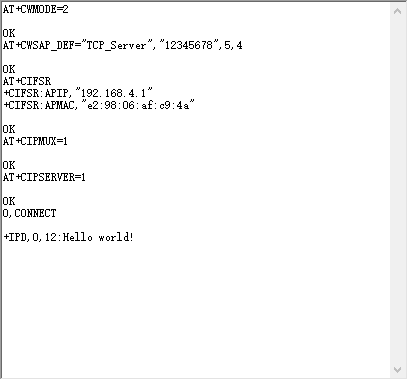 AT+CWMODE=2
OK
AT+CWSAP_DEF="TCP_Server","12345678",5,4
OK
AT+CIFSR
+CIFSR:APIP,"192.168.4.1"
+CIFSR:APMAC,"e2:98:06:af:c9:4a"
OK
AT+CIPMUX=1
OK
AT+CIPSERVER=1
OK
0,CONNECT
+IPD,0,12:Hello world!